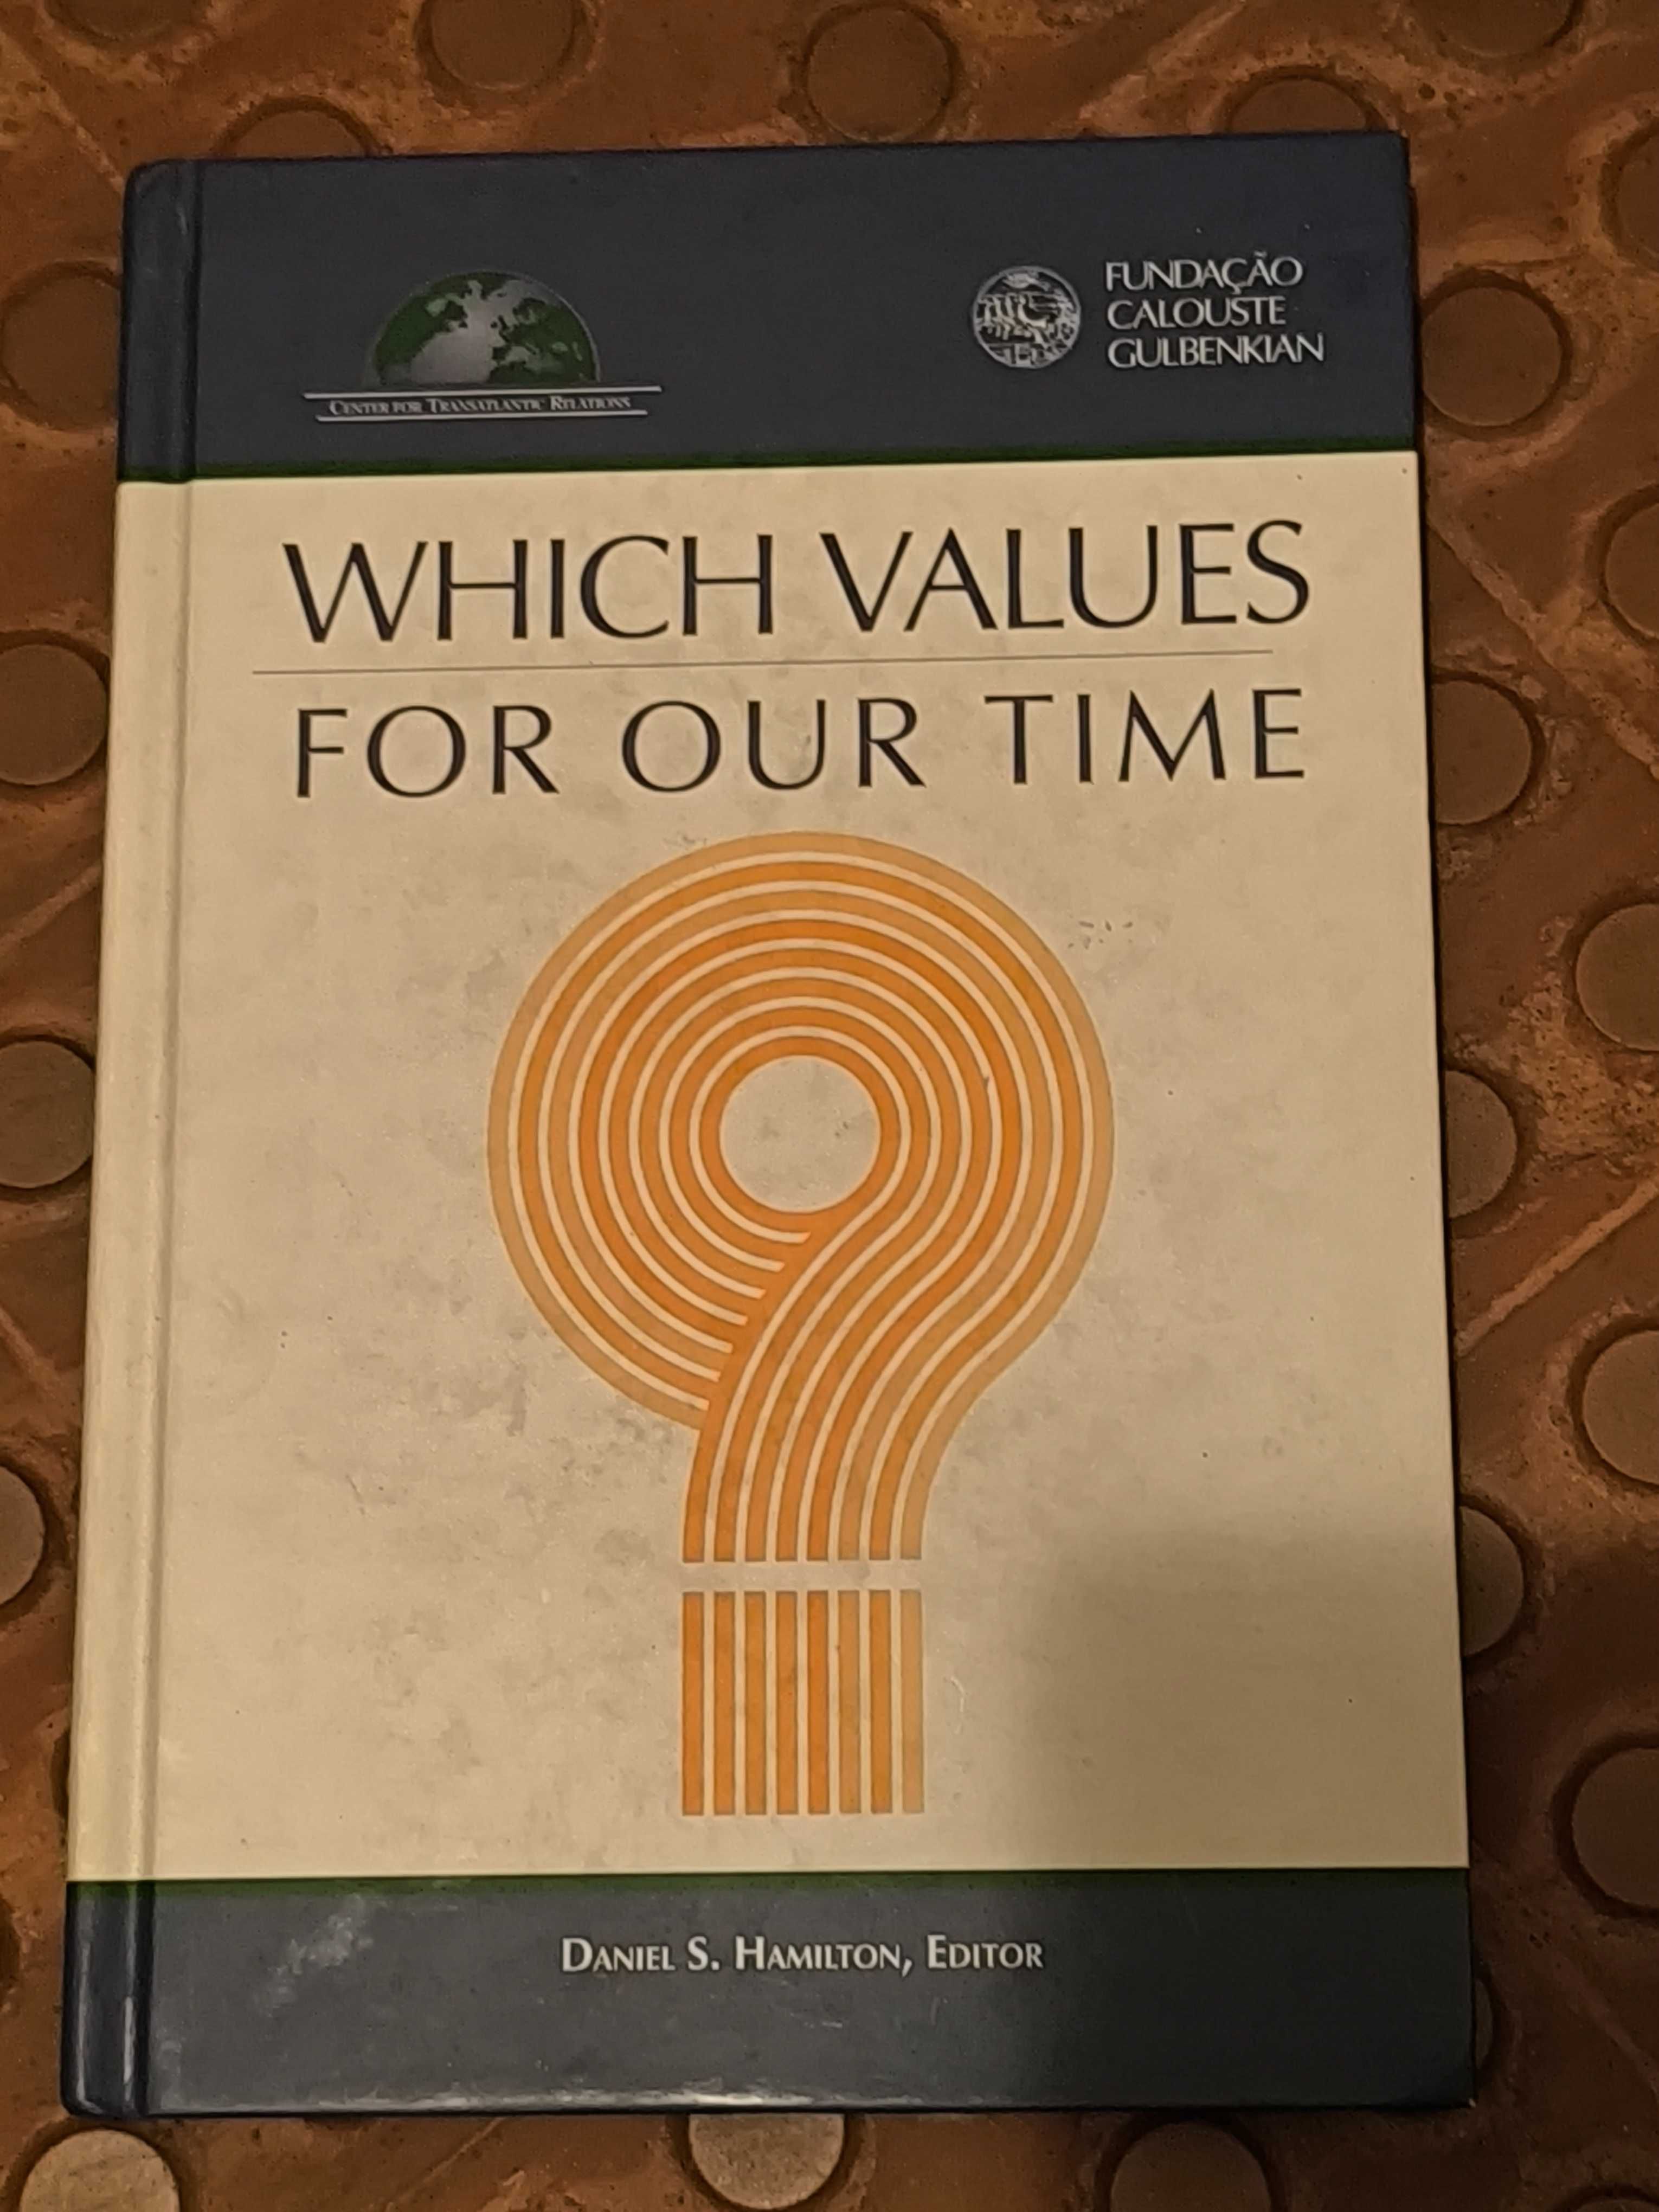 CENTER FOR TRANSATLANTIC RELATIONS
FUNDAÇÃO
CALOUSTE
GULBENKIAN
WHICH VALUES
FOR OUR TIME
?
DANIEL S. HAMILTON, EDITOR